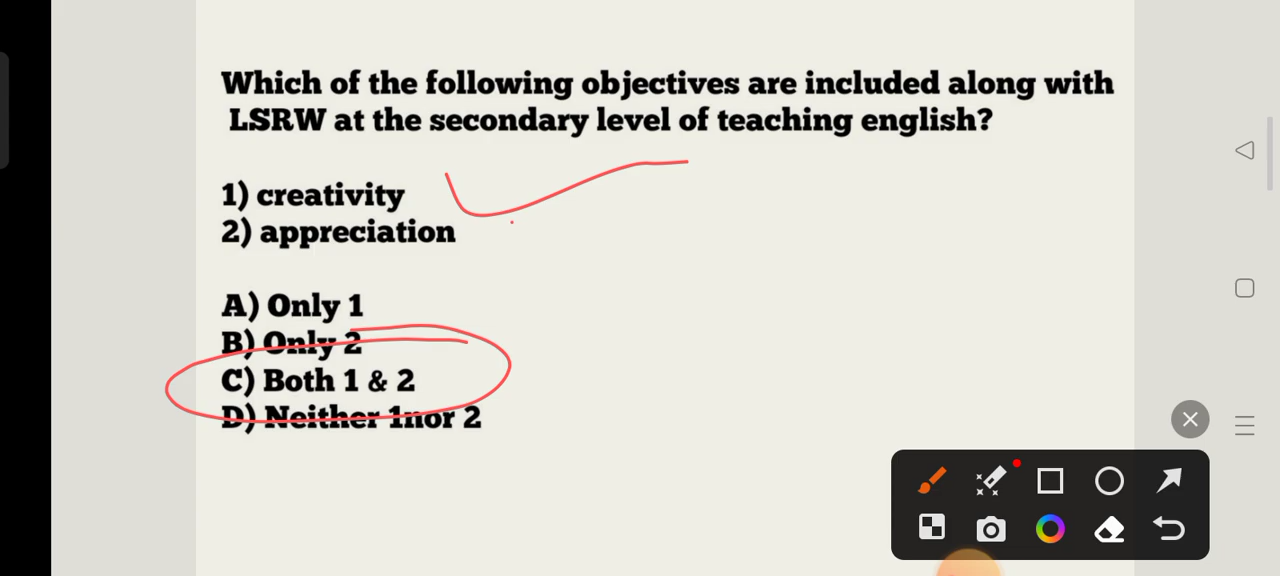 Which of the following objectives are included along with
LSRW at the secondary level of teaching english?
1) creativity
2) appreciation
A) Only 1
B) Only 2
C) Both 1 & 2
D) Neither 1nor 2